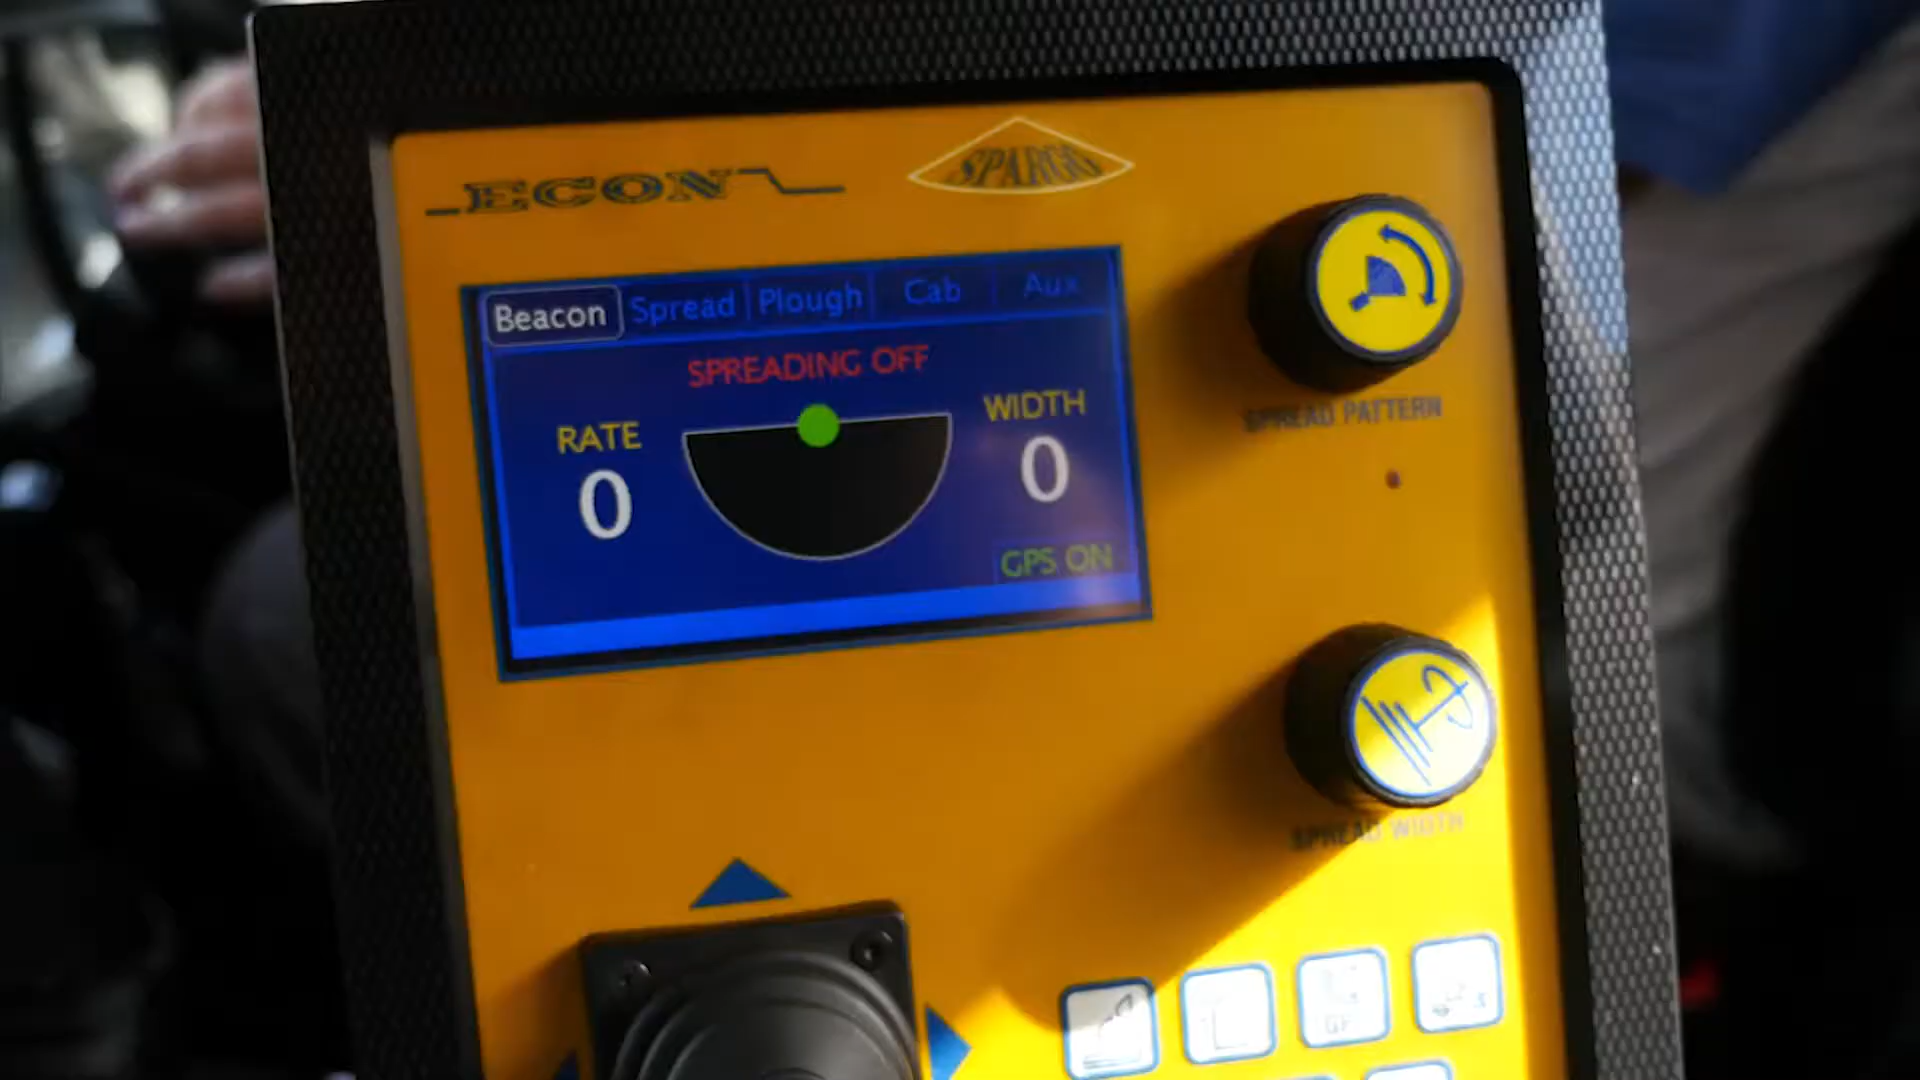 ECON
SPARGO
Beacon Spread Plough Cab Aux
SPREADING OFF
RATE
0
WIDTH
0
GPS ON
SPREAD PATTERN
SPREAD WIDTH